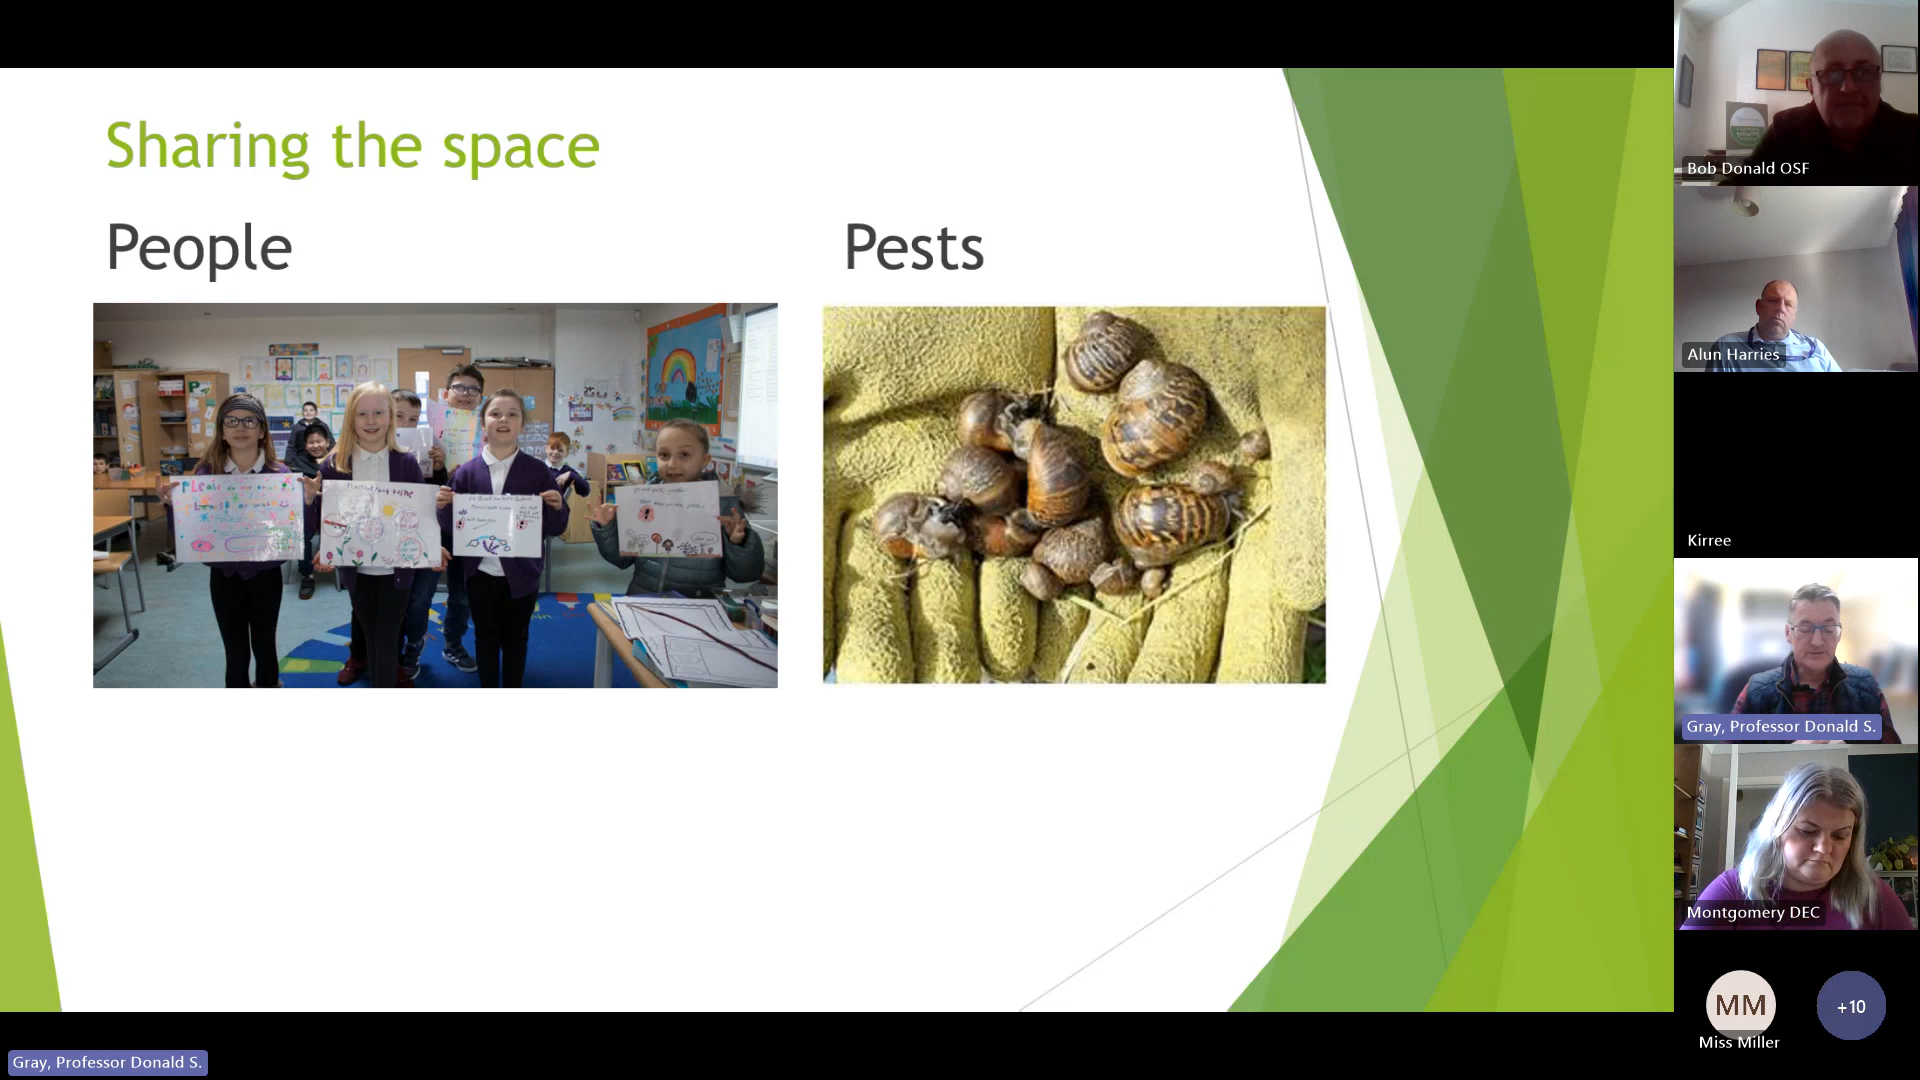 Sharing the space
People
Pests
PLease
Bob Donald OSF
Alun Harries
Kirree
Gray, Professor Donald S.
Montgomery DEC
MM
+10
Miss Miller
Gray, Professor Donald S.